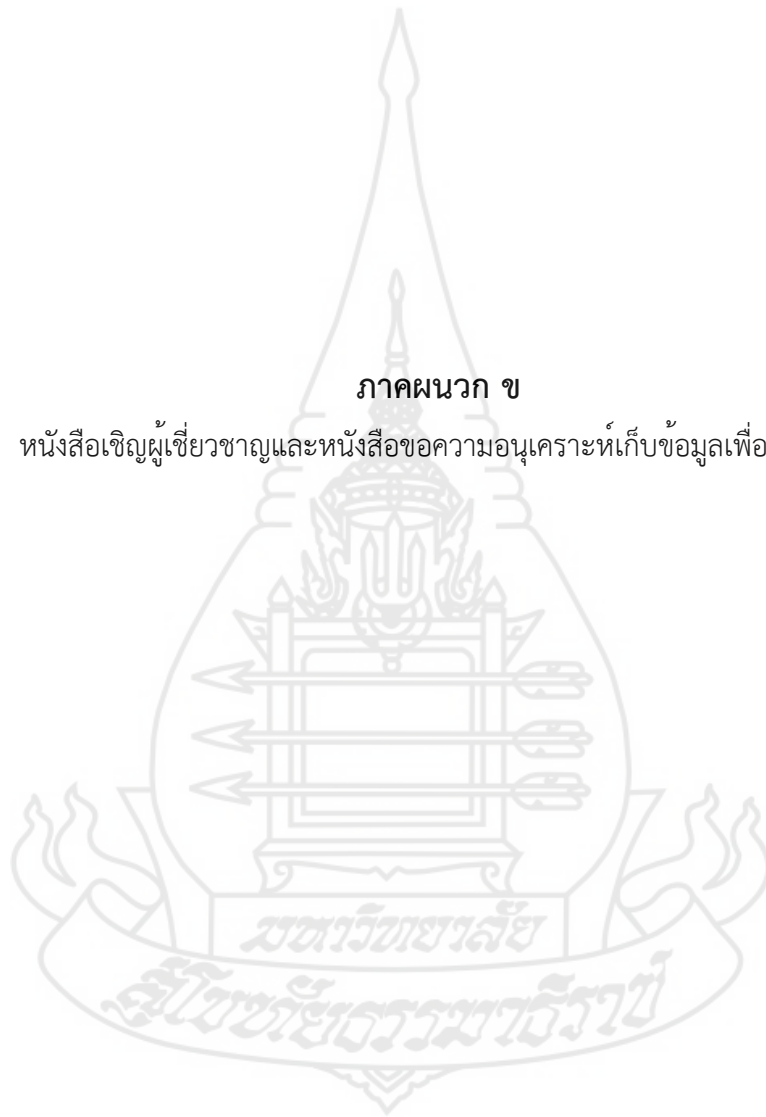 ภาคผนวก ข
หนังสือเชิญผู้เชี่ยวชาญและหนังสือขอความอนุเคราะห์เก็บข้อมูลเพื่อ
มหาวิทยาลัย
สุโขทัยธรรมาธิราช